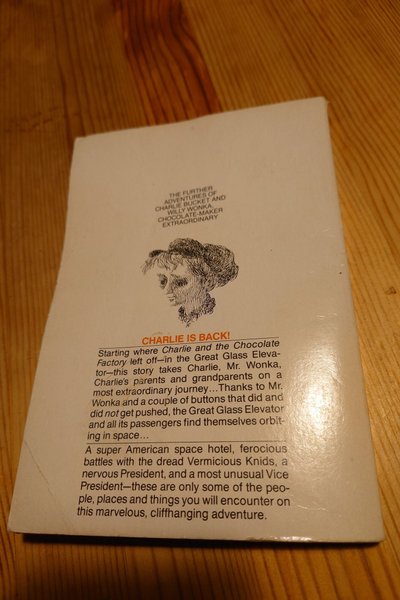 THE FURTHER
ADVENTURES OF
CHARLIE BUCKET AND
WILLY WONKA,
CHOCOLATE-MAKER
EXTRAORDINARY
CHARLIE IS BACK!
Starting where Charlie and the Chocolate
Factory left off—in the Great Glass Eleva-
tor—this story takes Charlie, Mr. Wonka,
Charlie's parents and grandparents on a
most extraordinary journey...Thanks to Mr.
Wonka and a couple of buttons that did and
did not get pushed, the Great Glass Elevator
and all its passengers find themselves orbit-
ing in space...
A super American space hotel, ferocious
battles with the dread Vermicious Knids, a
nervous President, and a most unusual Vice
President—these are only some of the peo-
ple, places and things you will encounter on
this marvelous, cliffhanging adventure.